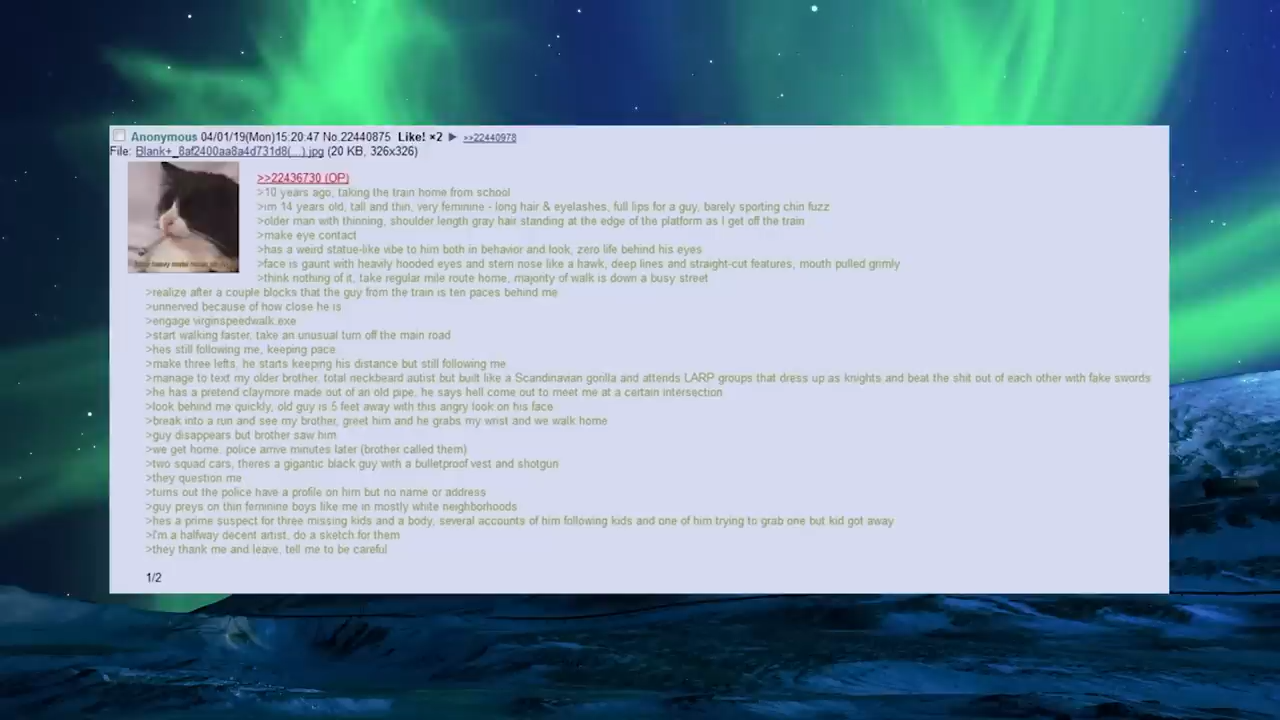 Anonymous 04/01/19(Mon)15:20:47 No.22440875 Like! ×2 ▶ >>22440978
File: Blank+_8af2400aa8a4d731d8(...).jpg (20 KB, 326x326)
>>22436730 (OP)
>10 years ago, taking the train home from school
>im 14 years old, tall and thin, very feminine - long hair & eyelashes, full lips for a guy, barely sporting chin fuzz
>older man with thinning, shoulder length gray hair standing at the edge of the platform as I get off the train
>make eye contact
>has a weird statue-like vibe to him both in behavior and look, zero life behind his eyes
>face is gaunt with heavily hooded eyes and stern nose like a hawk, deep lines and straight-cut features, mouth pulled grimly
>think nothing of it, take regular mile route home, majority of walk is down a busy street
>realize after a couple blocks that the guy from the train is ten paces behind me
>unnerved because of how close he is
>engage virginspeedwalk.exe
>start walking faster, take an unusual turn off the main road
>hes still following me, keeping pace
>make three lefts, he starts keeping his distance but still following me
>manage to text my older brother, total neckbeard autist but built like a Scandinavian gorilla and attends LARP groups that dress up as knights and beat the shit out of each other with fake swords
>he has a pretend claymore made out of an old pipe, he says hell come out to meet me at a certain intersection
>look behind me quickly, old guy is 5 feet away with this angry look on his face
>break into a run and see my brother, greet him and he grabs my wrist and we walk home
>guy disappears but brother saw him
>we get home, police arrive minutes later (brother called them)
>two squad cars, theres a gigantic black guy with a bulletproof vest and shotgun
>they question me
>turns out the police have a profile on him but no name or address
>guy preys on thin feminine boys like me in mostly white neighborhoods
>hes a prime suspect for three missing kids and a body, several accounts of him following kids and one of him trying to grab one but kid got away
>I'm a halfway decent artist, do a sketch for them
>they thank me and leave, tell me to be careful
1/2